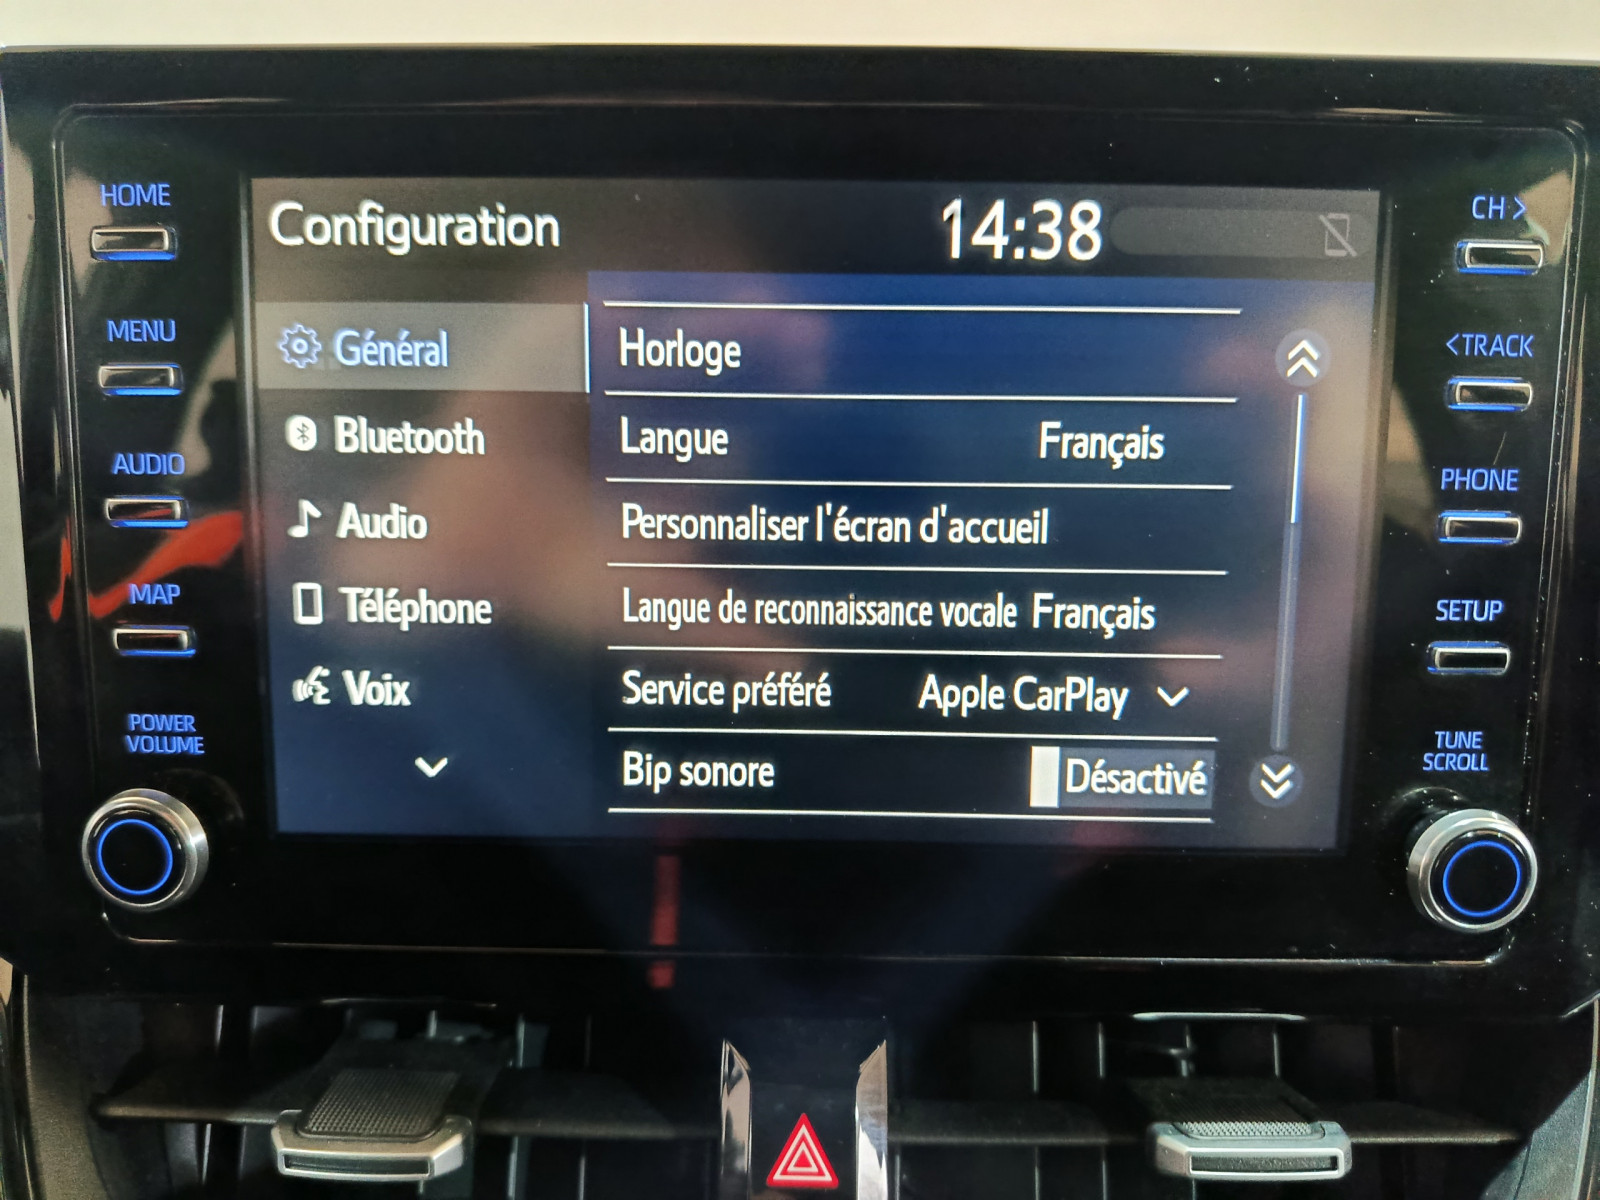 HOME
MENU
AUDIO
MAP
POWER
VOLUME
Configuration 14:38
Général
Bluetooth
Audio
Téléphone
Voix
Horloge
Langue Français
Personnaliser l'écran d'accueil
Langue de reconnaissance vocale Français
Service préféré Apple CarPlay
Bip sonore Désactivé
CH >
< TRACK
PHONE
SETUP
TUNE
SCROLL